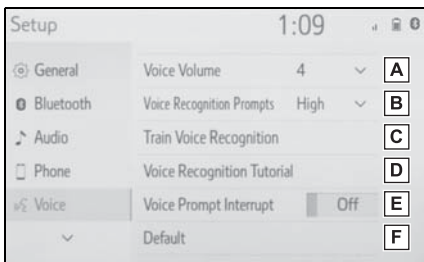 Setup 1:09
General Voice Volume 4 A
Bluetooth Voice Recognition Prompts High B
Audio Train Voice Recognition C
Phone Voice Recognition Tutorial D
Voice Voice Prompt Interrupt Off E
Default F